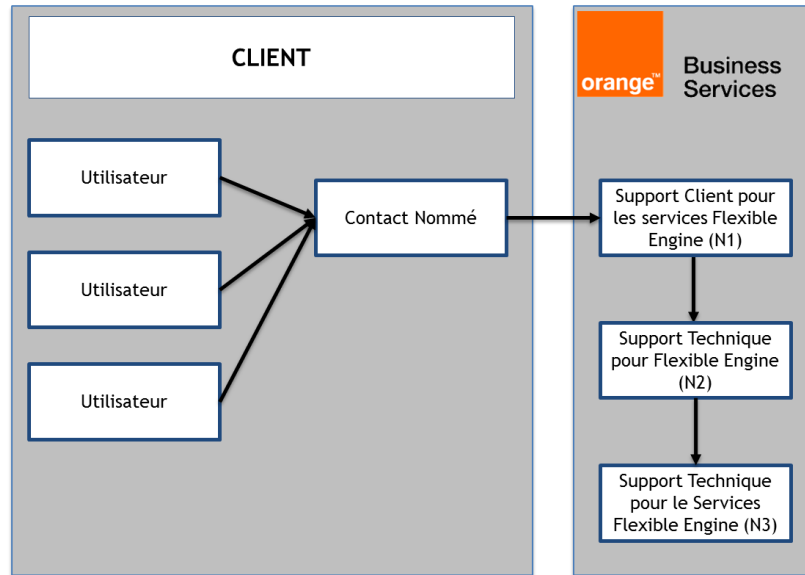 CLIENT
orange™
Business
Services
Utilisateur
Utilisateur
Utilisateur
Contact Nommé
Support Client pour
les services Flexible
Engine (N1)
Support Technique
pour Flexible Engine
(N2)
Support Technique
pour le Services
Flexible Engine (N3)